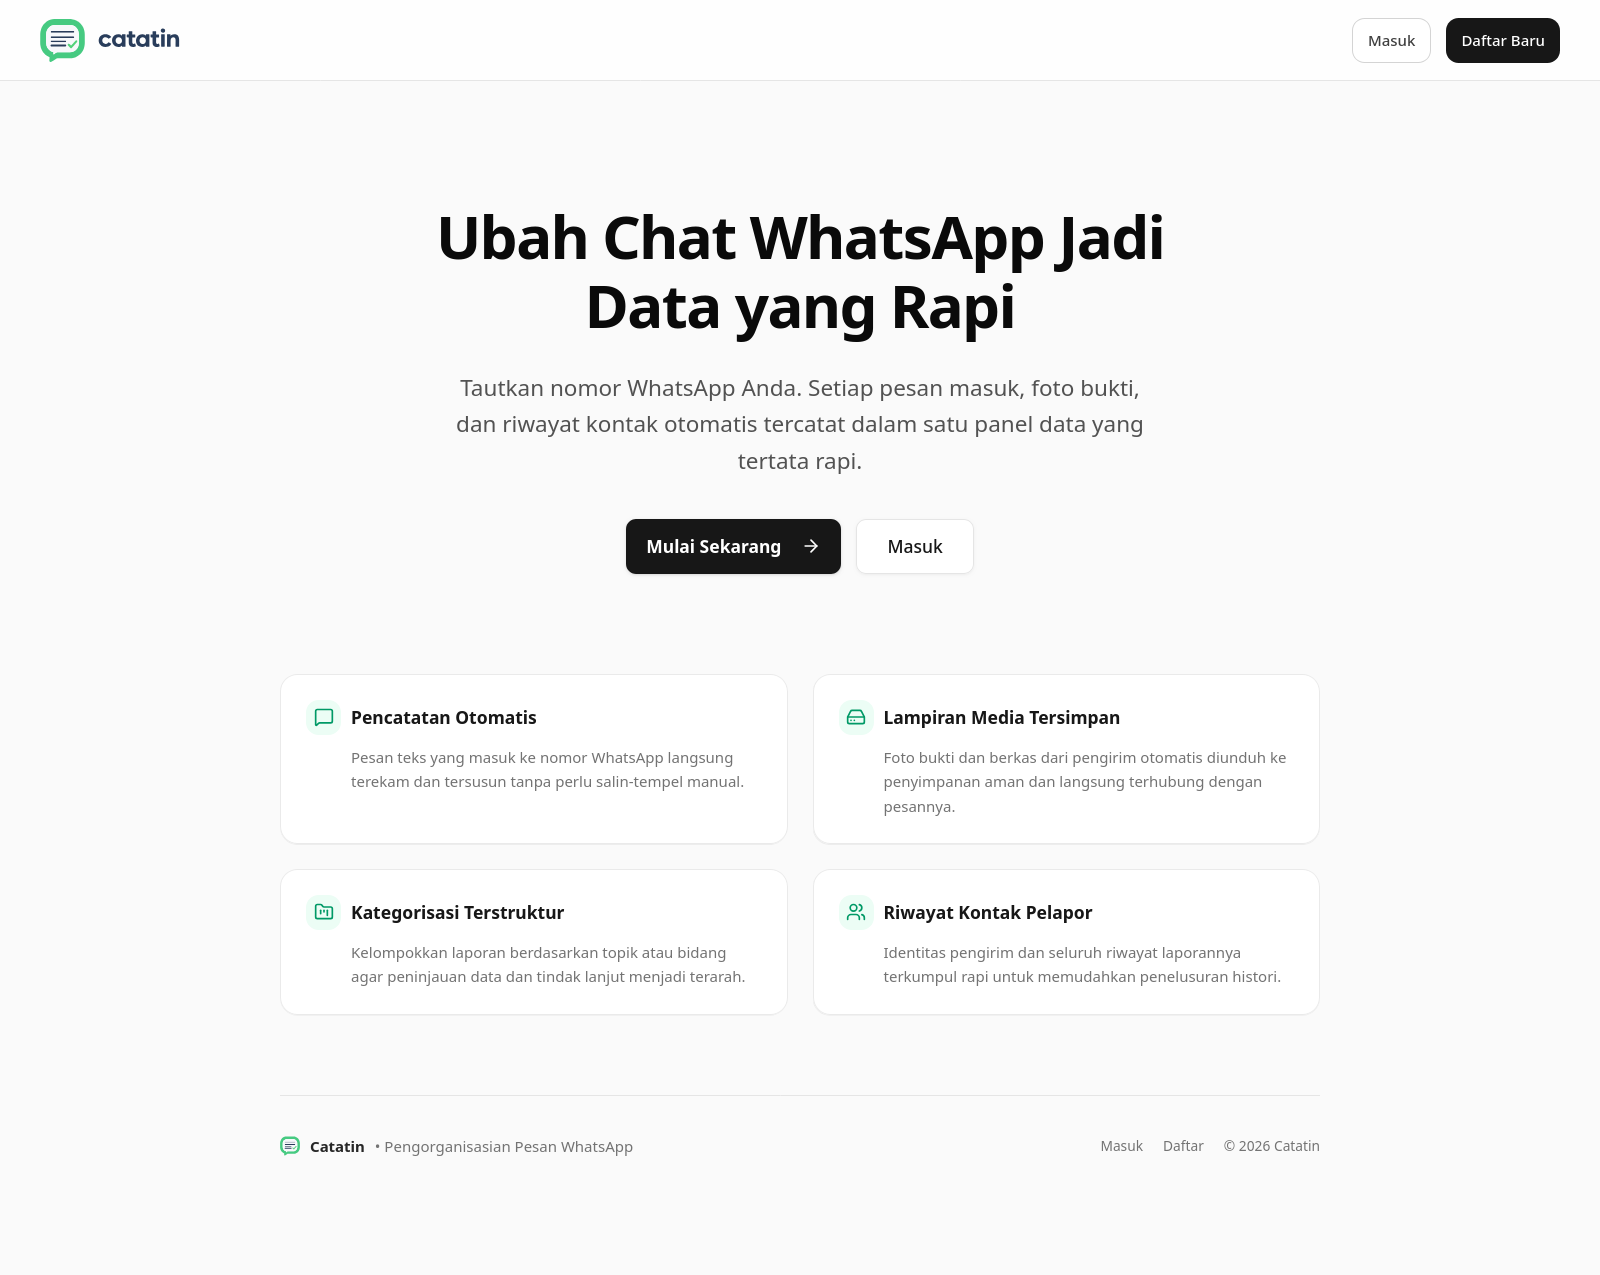 catatin
Masuk
Daftar Baru
Ubah Chat WhatsApp Jadi
Data yang Rapi
Tautkan nomor WhatsApp Anda. Setiap pesan masuk, foto bukti,
dan riwayat kontak otomatis tercatat dalam satu panel data yang
tertata rapi.
Mulai Sekarang
Masuk
Pencatatan Otomatis
Pesan teks yang masuk ke nomor WhatsApp langsung
terekam dan tersusun tanpa perlu salin-tempel manual.
Lampiran Media Tersimpan
Foto bukti dan berkas dari pengirim otomatis diunduh ke
penyimpanan aman dan langsung terhubung dengan
pesannya.
Kategorisasi Terstruktur
Kelompokkan laporan berdasarkan topik atau bidang
agar peninjauan data dan tindak lanjut menjadi terarah.
Riwayat Kontak Pelapor
Identitas pengirim dan seluruh riwayat laporannya
terkumpul rapi untuk memudahkan penelusuran histori.
Catatin • Pengorganisasian Pesan WhatsApp
Masuk Daftar © 2026 Catatin